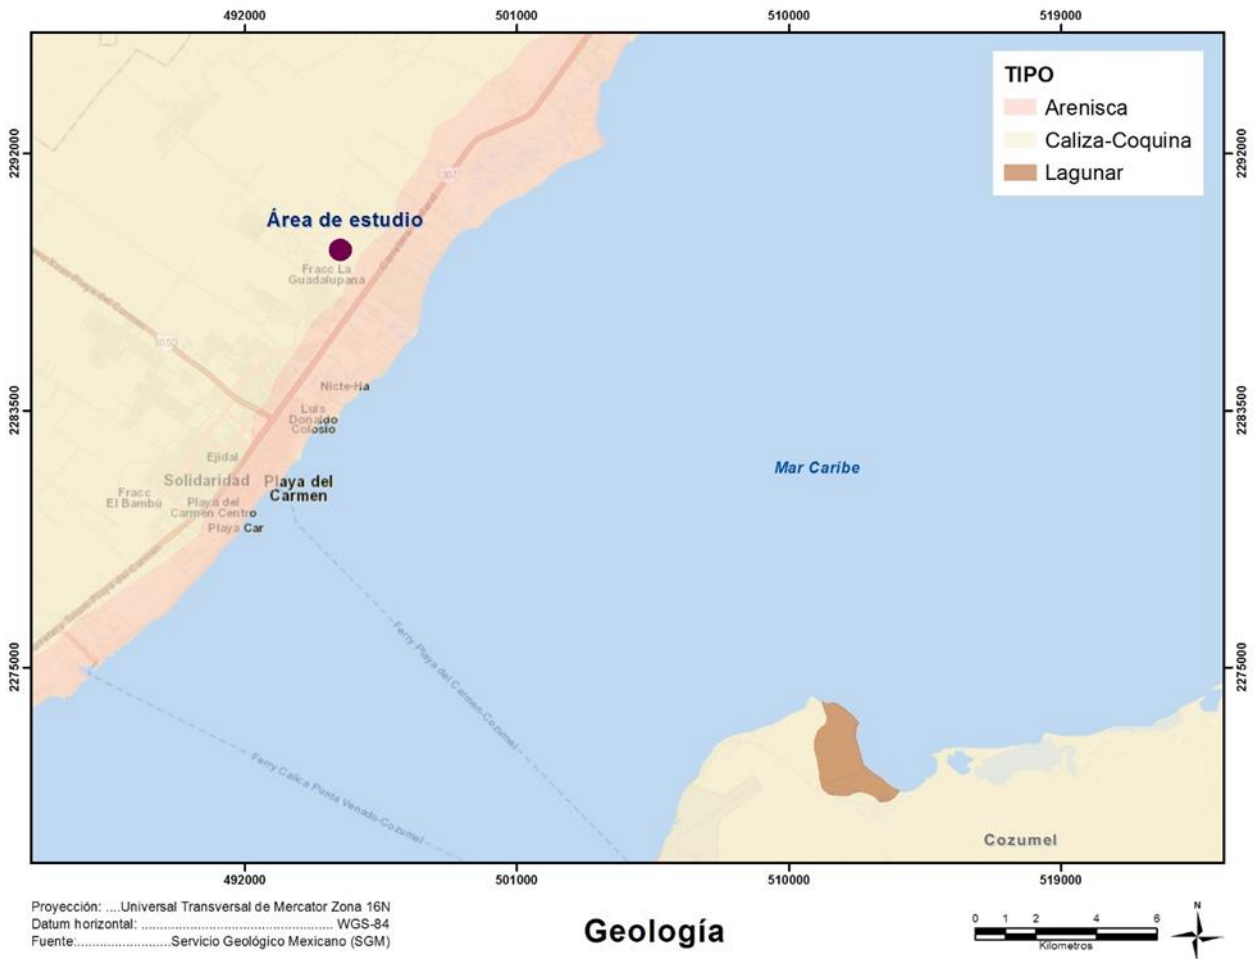 492000
501000
510000
519000
TIPO
Arenisca
Caliza-Coquina
Lagunar
2292000
2292000
307
Área de estudio
Fracc La
Guadalupana
305D
Nicte-Ha
2283500
2283500
Luis
Donaldo
Colosio
Ejidal
Mar Caribe
Solidaridad
Playa del
Carmen
Fracc
El Bambú
Playa del
Carmen Centro
Playa Car
Ferry Playa del Carmen-Cozumel
2275000
2275000
Ferry Calica Punta Venado-Cozumel
Cozumel
492000
501000
510000
519000
Proyección: ....Universal Transversal de Mercator Zona 16N
Datum horizontal: .................................... WGS-84
Fuente:.........................Servicio Geológico Mexicano (SGM)
Geología
0 1 2 4 6
Kilometros
N